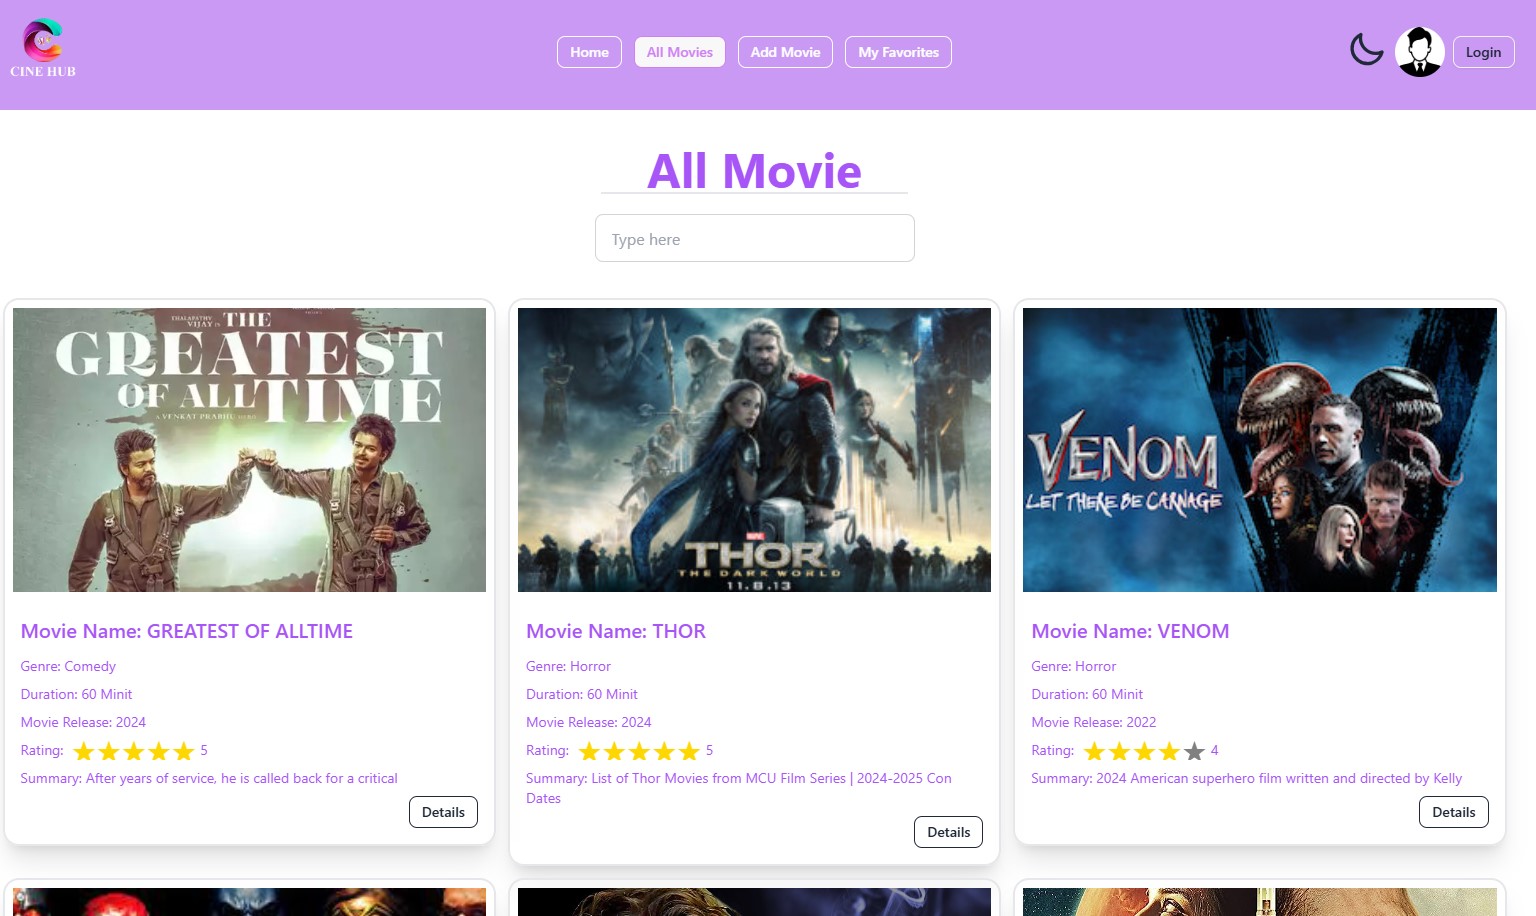 CINE HUB
Home
All Movies
Add Movie
My Favorites
Login
All Movie
Type here
THALAPATHY
VIJAY IN
THE
GREATEST
OF ALL TIME
A VENKAT PRABHU HERO
THOR
THE DARK WORLD
11.8.13
VENOM
LET THERE BE CARNAGE
Movie Name: GREATEST OF ALLTIME
Genre: Comedy
Duration: 60 Minit
Movie Release: 2024
Rating: 5
Summary: After years of service, he is called back for a critical
Details
Movie Name: THOR
Genre: Horror
Duration: 60 Minit
Movie Release: 2024
Rating: 5
Summary: List of Thor Movies from MCU Film Series | 2024-2025 Con
Dates
Details
Movie Name: VENOM
Genre: Horror
Duration: 60 Minit
Movie Release: 2022
Rating: 4
Summary: 2024 American superhero film written and directed by Kelly
Details